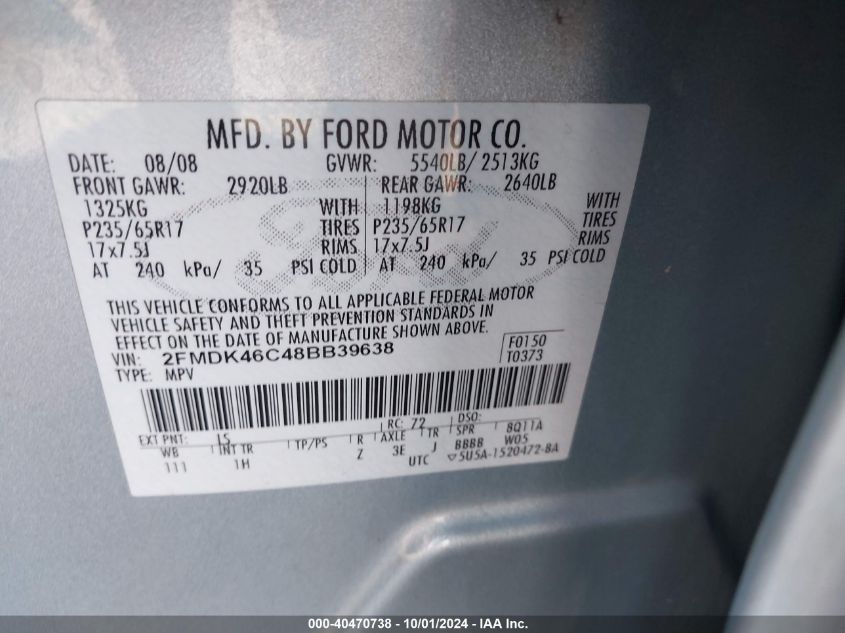 MFD. BY FORD MOTOR CO.
DATE: 08/08 GVWR: 5540LB/ 2513KG
FRONT GAWR: 2920LB REAR GAWR: 2640LB
1325KG WITH 1198KG WITH
P235/65R17 TIRES P235/65R17 TIRES
17x7.5J RIMS 17x7.5J RIMS
AT 240 kPa/ 35 PSI COLD AT 240 kPa/ 35 PSI COLD
THIS VEHICLE CONFORMS TO ALL APPLICABLE FEDERAL MOTOR
VEHICLE SAFETY AND THEFT PREVENTION STANDARDS IN
EFFECT ON THE DATE OF MANUFACTURE SHOWN ABOVE.
VIN: 2FMDK46C48BB39638 F0150
TYPE: MPV T0373
EXT PNT: LS RC: 72 DSO:
WB INT TR TP/PS R AXLE TR SPR 8Q11A
111 1H Z 3E J BBBB W05
UTC 5U5A-1520472-BA
000-40470738 - 10/01/2024 - IAA Inc.